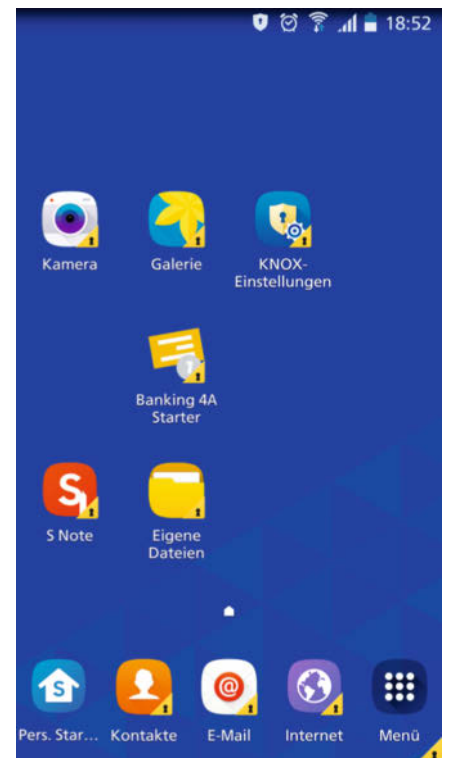 18:52
Kamera
Galerie
KNOX-
Einstellungen
Banking 4A
Starter
S Note
Eigene
Dateien
Pers. Star...
Kontakte
E-Mail
Internet
Menü